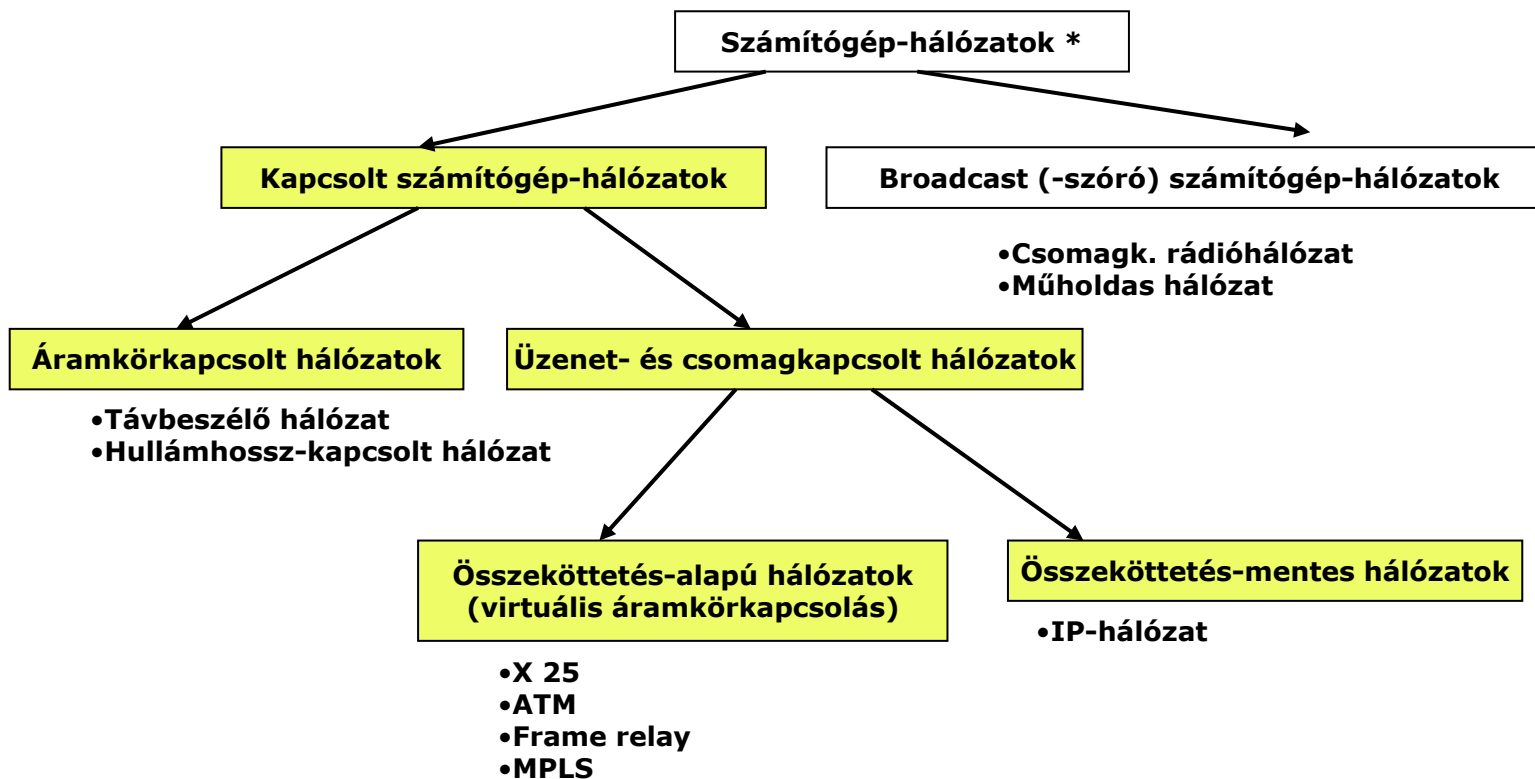 Számítógép-hálózatok *
Kapcsolt számítógép-hálózatok
Broadcast (-szóró) számítógép-hálózatok
•Csomagk. rádióhálózat
•Műholdas hálózat
Áramkörkapcsolt hálózatok
Üzenet- és csomagkapcsolt hálózatok
•Távbeszélő hálózat
•Hullámhossz-kapcsolt hálózat
Összeköttetés-alapú hálózatok
(virtuális áramkörkapcsolás)
Összeköttetés-mentes hálózatok
•IP-hálózat
•X 25
•ATM
•Frame relay
•MPLS